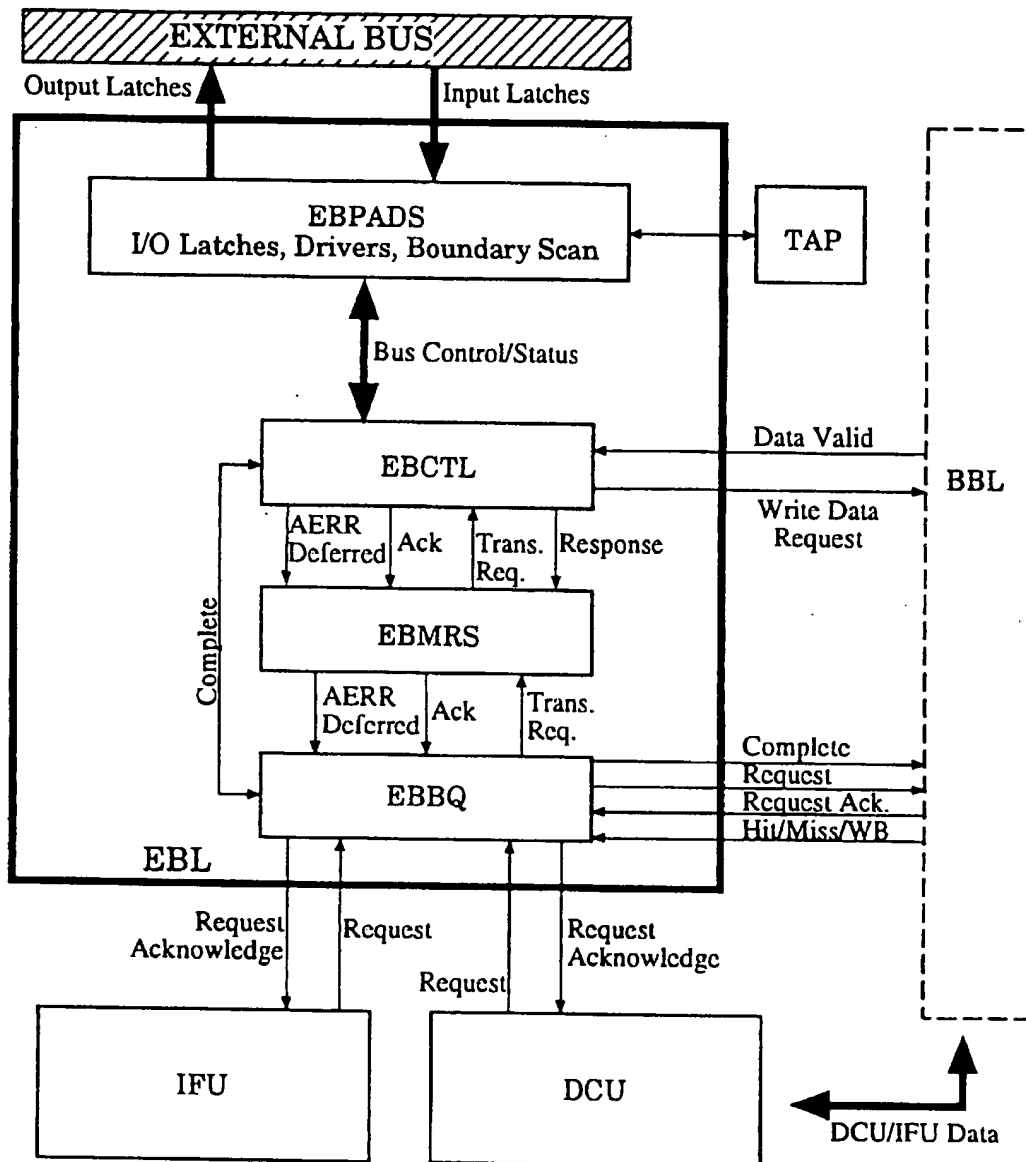 EXTERNAL BUS
Output Latches
Input Latches
EBPADS
I/O Latches, Drivers, Boundary Scan
TAP
Bus Control/Status
EBCTL
Data Valid
BBL
Write Data
Request
AERR
Deferred
Ack
Trans.
Req.
Response
Complete
EBMRS
AERR
Deferred
Ack
Trans.
Req.
EBBQ
Complete
Request
Request Ack.
Hit/Miss/WB
EBL
Request
Acknowledge
Request
Request
Request
Acknowledge
IFU
DCU
DCU/IFU Data